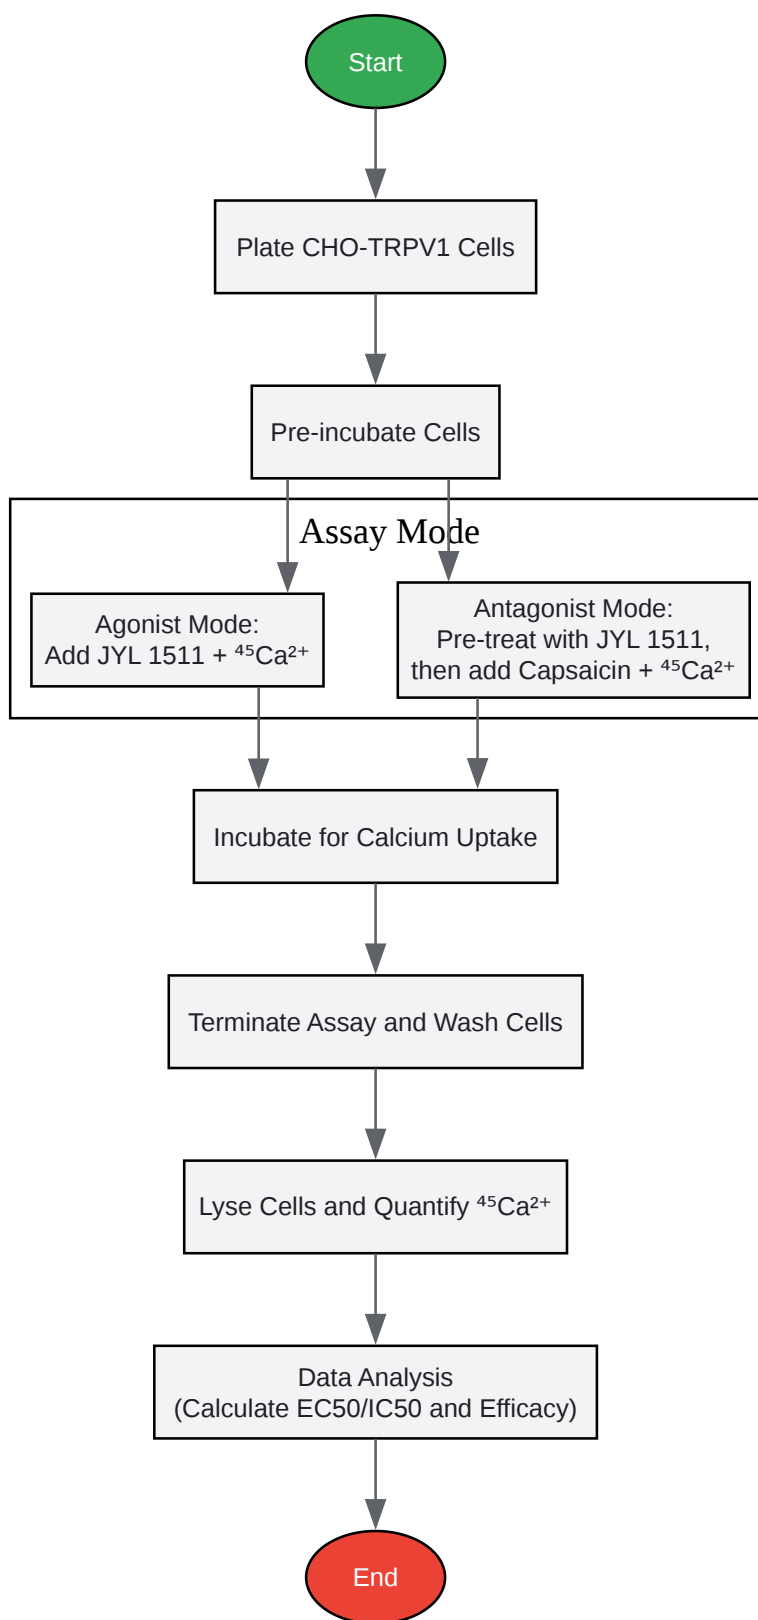 Start
Plate CHO-TRPV1 Cells
Pre-incubate Cells
Assay Mode
Agonist Mode:
Add JYL 1511 + ⁴⁵Ca²⁺
Antagonist Mode:
Pre-treat with JYL 1511,
then add Capsaicin + ⁴⁵Ca²⁺
Incubate for Calcium Uptake
Terminate Assay and Wash Cells
Lyse Cells and Quantify ⁴⁵Ca²⁺
Data Analysis
(Calculate EC50/IC50 and Efficacy)
End